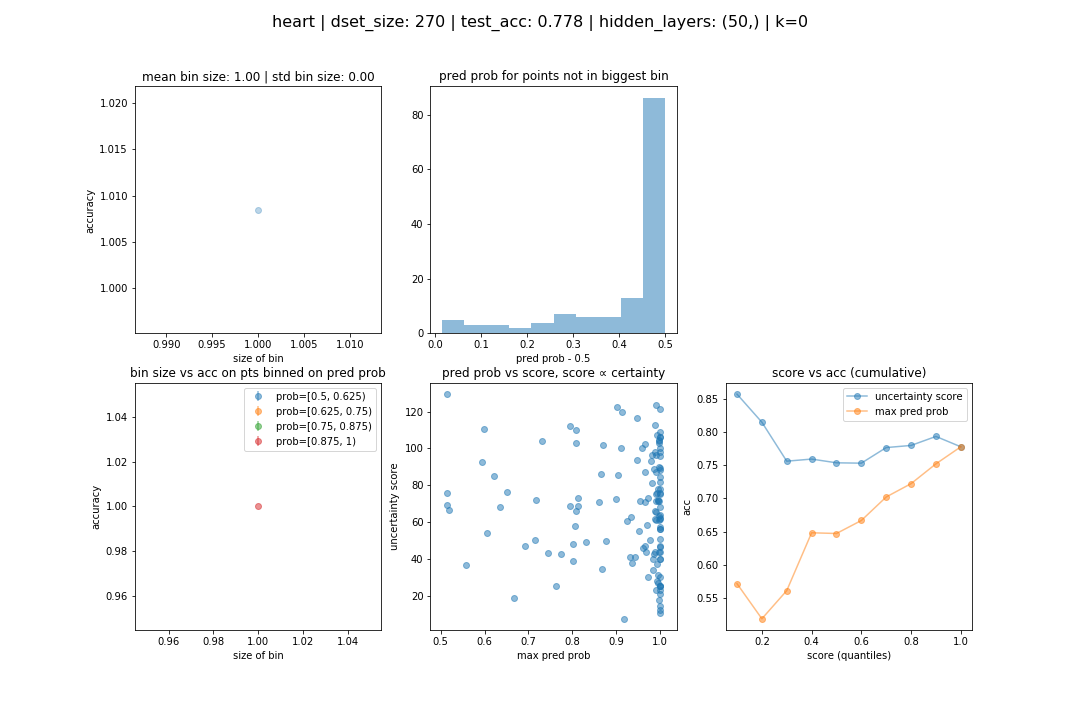 heart | dset_size: 270 | test_acc: 0.778 | hidden_layers: (50,) | k=0
mean bin size: 1.00 | std bin size: 0.00
1.020
1.015
1.010
1.005
1.000
accuracy
0.990
0.995
1.000
1.005
1.010
size of bin
pred prob for points not in biggest bin
80
60
40
20
0
0.0
0.1
0.2
0.3
0.4
0.5
pred prob - 0.5
bin size vs acc on pts binned on pred prob
prob=[0.5, 0.625)
prob=[0.625, 0.75)
prob=[0.75, 0.875)
prob=[0.875, 1)
1.04
1.02
1.00
0.98
0.96
accuracy
0.96
0.98
1.00
1.02
1.04
size of bin
pred prob vs score, score ∝ certainty
120
100
80
60
40
20
uncertainty score
0.5
0.6
0.7
0.8
0.9
1.0
max pred prob
score vs acc (cumulative)
uncertainty score
max pred prob
0.85
0.80
0.75
0.70
0.65
0.60
0.55
acc
0.2
0.4
0.6
0.8
1.0
score (quantiles)